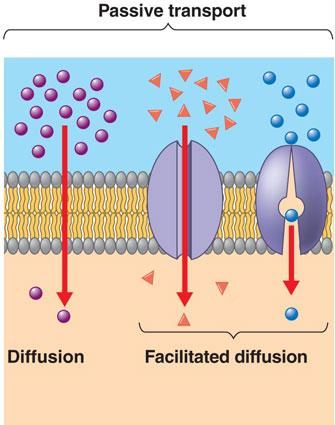 Passive transport
Diffusion
Facilitated diffusion